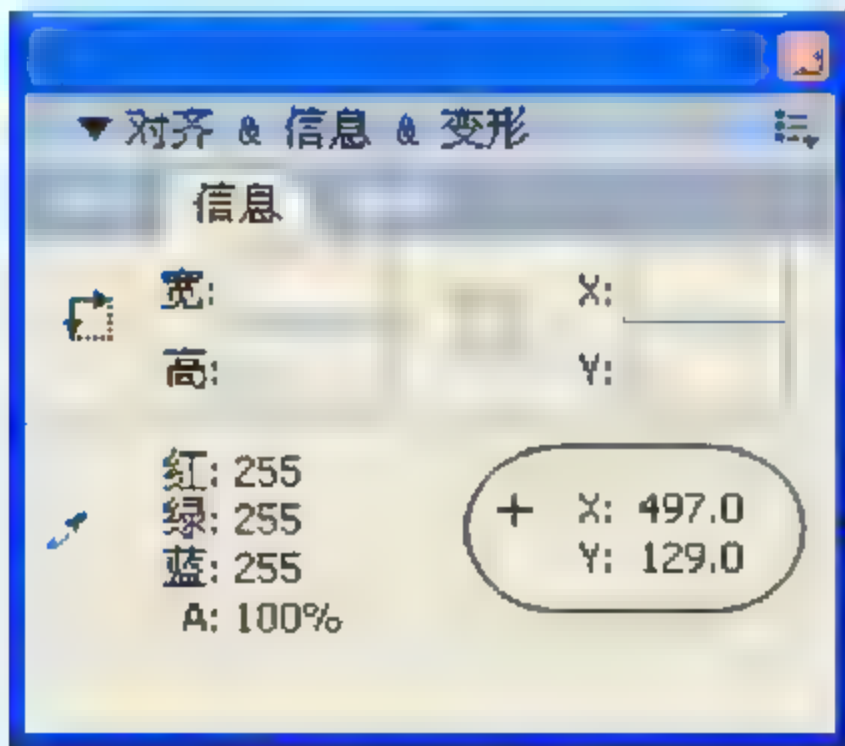 对齐 & 信息 & 变形
信息
宽: X:
高: Y:
红: 255
绿: 255
蓝: 255
A: 100%
+ X: 497.0
Y: 129.0